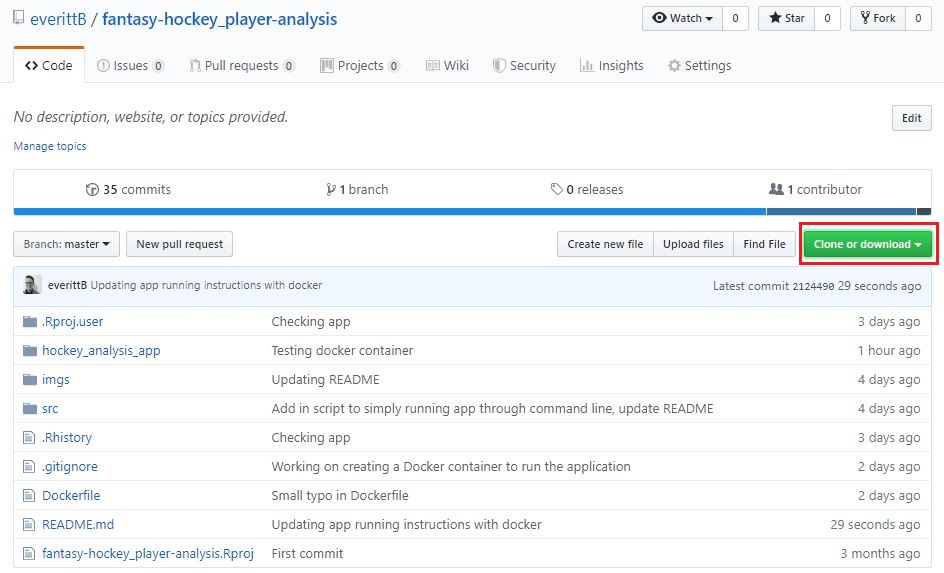 everittB / fantasy-hockey_player-analysis Watch 0 Star 0 Fork 0
Code Issues 0 Pull requests 0 Projects 0 Wiki Security Insights Settings
No description, website, or topics provided. Edit
Manage topics
35 commits 1 branch 0 releases 1 contributor
Branch: master New pull request Create new file Upload files Find File Clone or download
everittB Updating app running instructions with docker Latest commit 2124490 29 seconds ago
.Rproj.user Checking app 3 days ago
hockey_analysis_app Testing docker container 1 hour ago
imgs Updating README 4 days ago
src Add in script to simply running app through command line, update README 4 days ago
.Rhistory Checking app 3 days ago
.gitignore Working on creating a Docker container to run the application 2 days ago
Dockerfile Small typo in Dockerfile 2 days ago
README.md Updating app running instructions with docker 29 seconds ago
fantasy-hockey_player-analysis.Rproj First commit 3 months ago